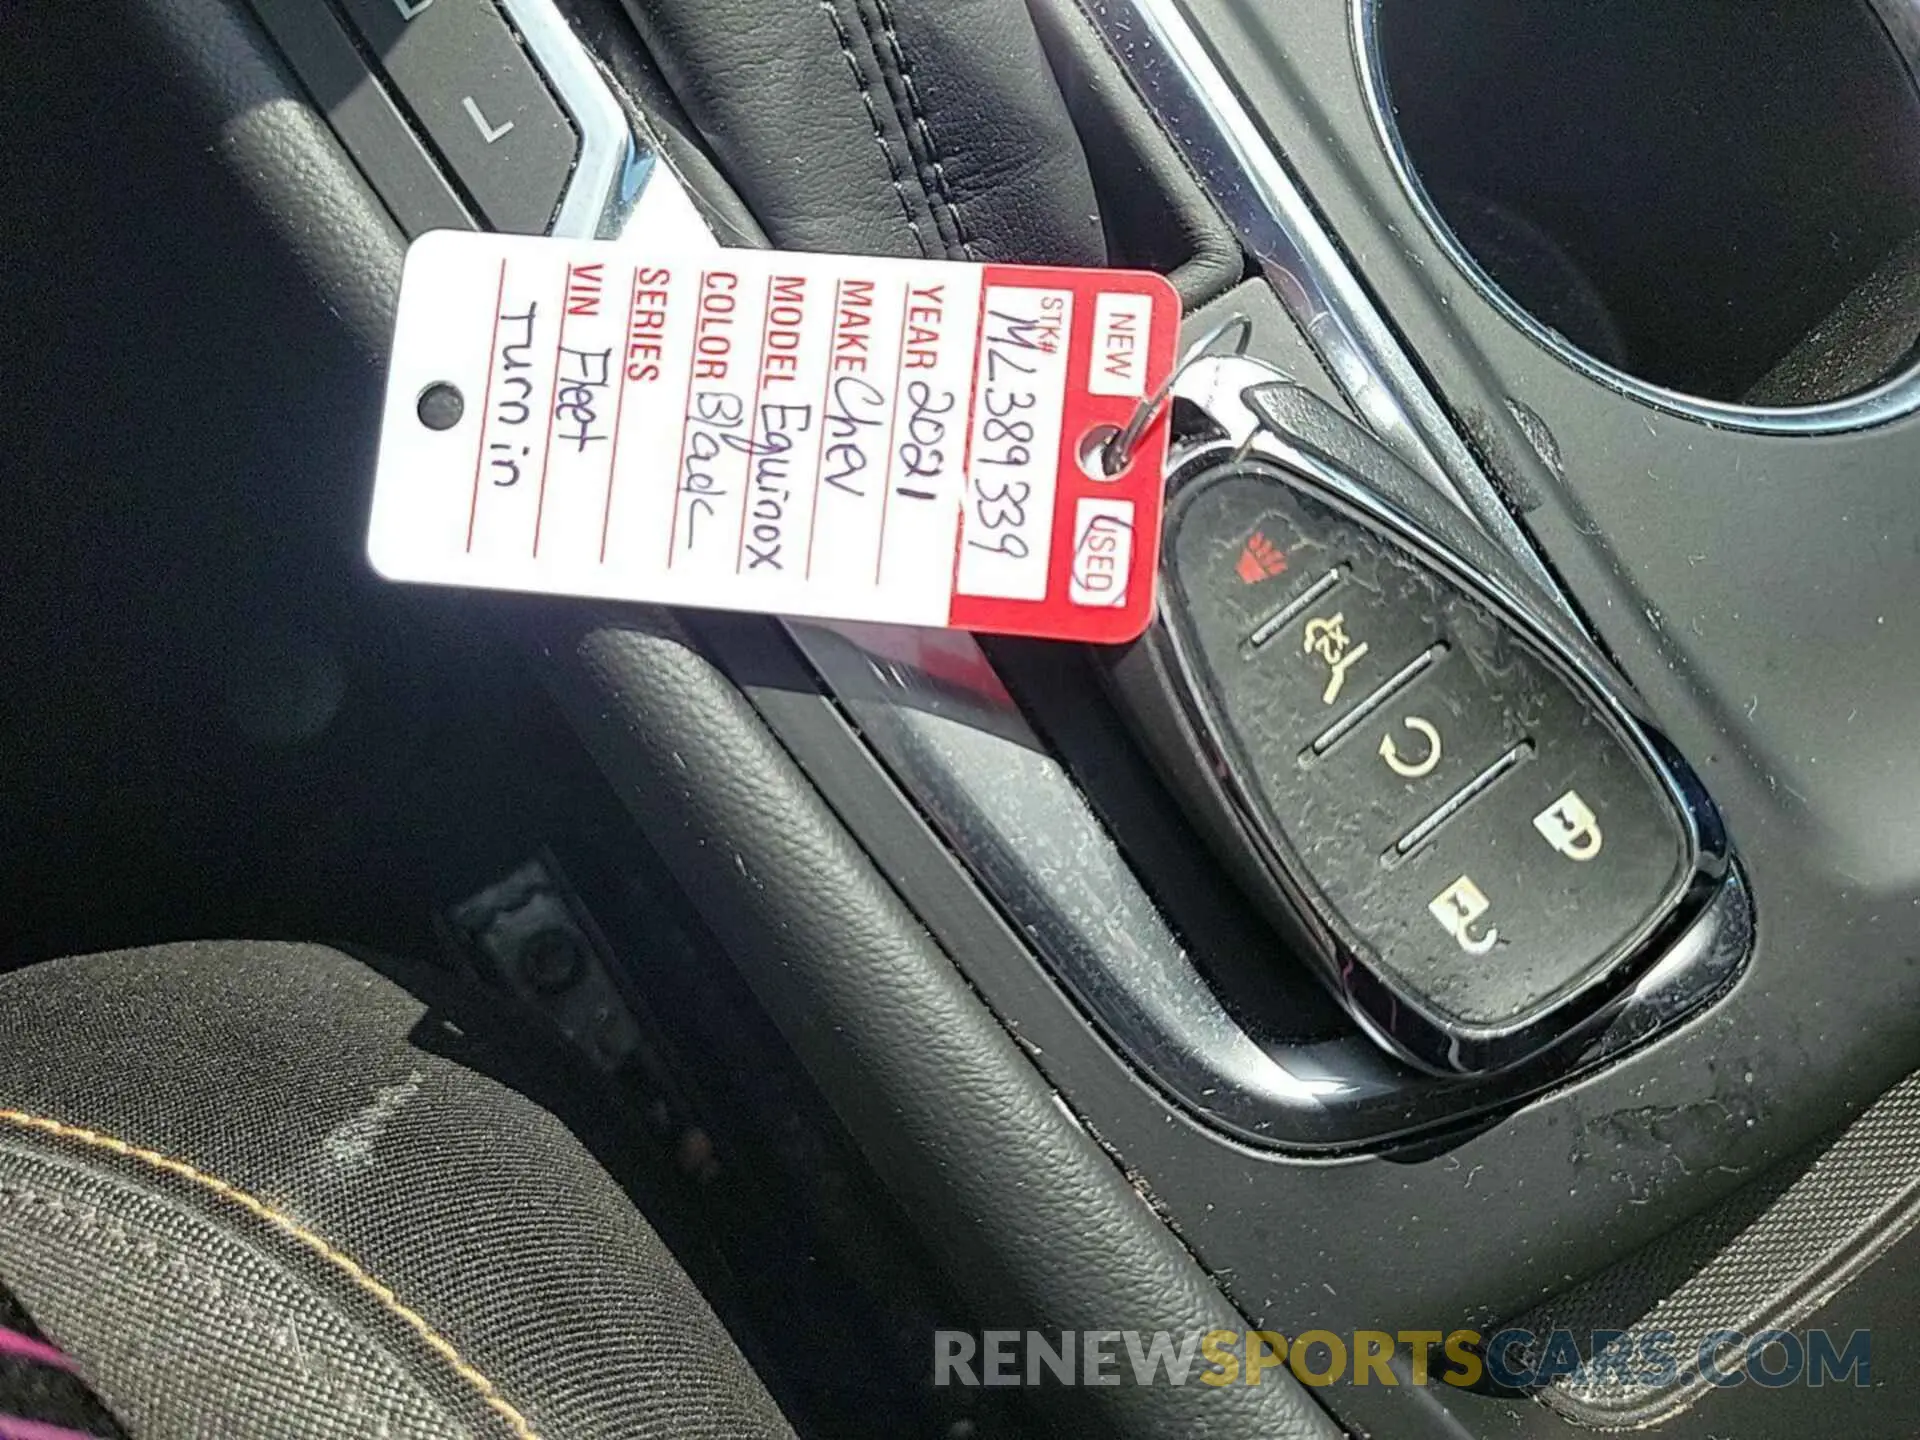 NEW
USED
STK#
ML389339
YEAR 2021
MAKE Chev
MODEL Equinox
COLOR Black
SERIES
VIN Fleet
Turn in
L
X2
RENEWSPORTSCARS.COM